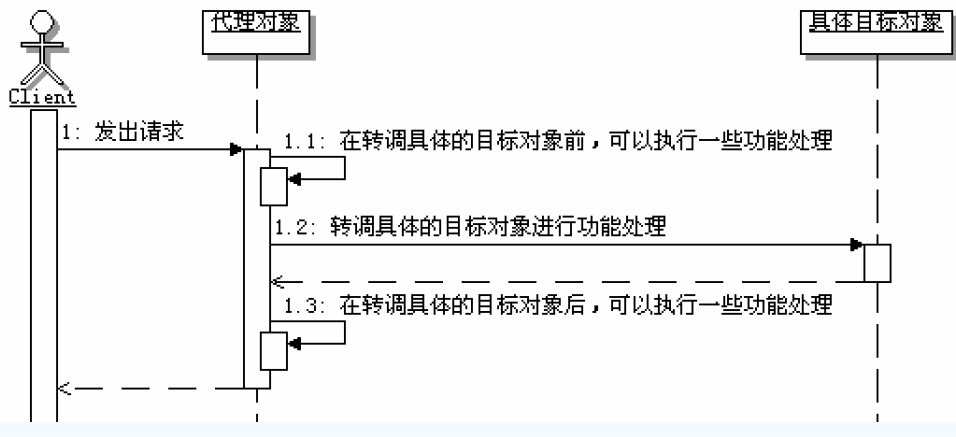 代理对象
具体目标对象
Client
1: 发出请求
1.1: 在转调具体的目标对象前，可以执行一些功能处理
1.2: 转调具体的目标对象进行功能处理
1.3: 在转调具体的目标对象后，可以执行一些功能处理